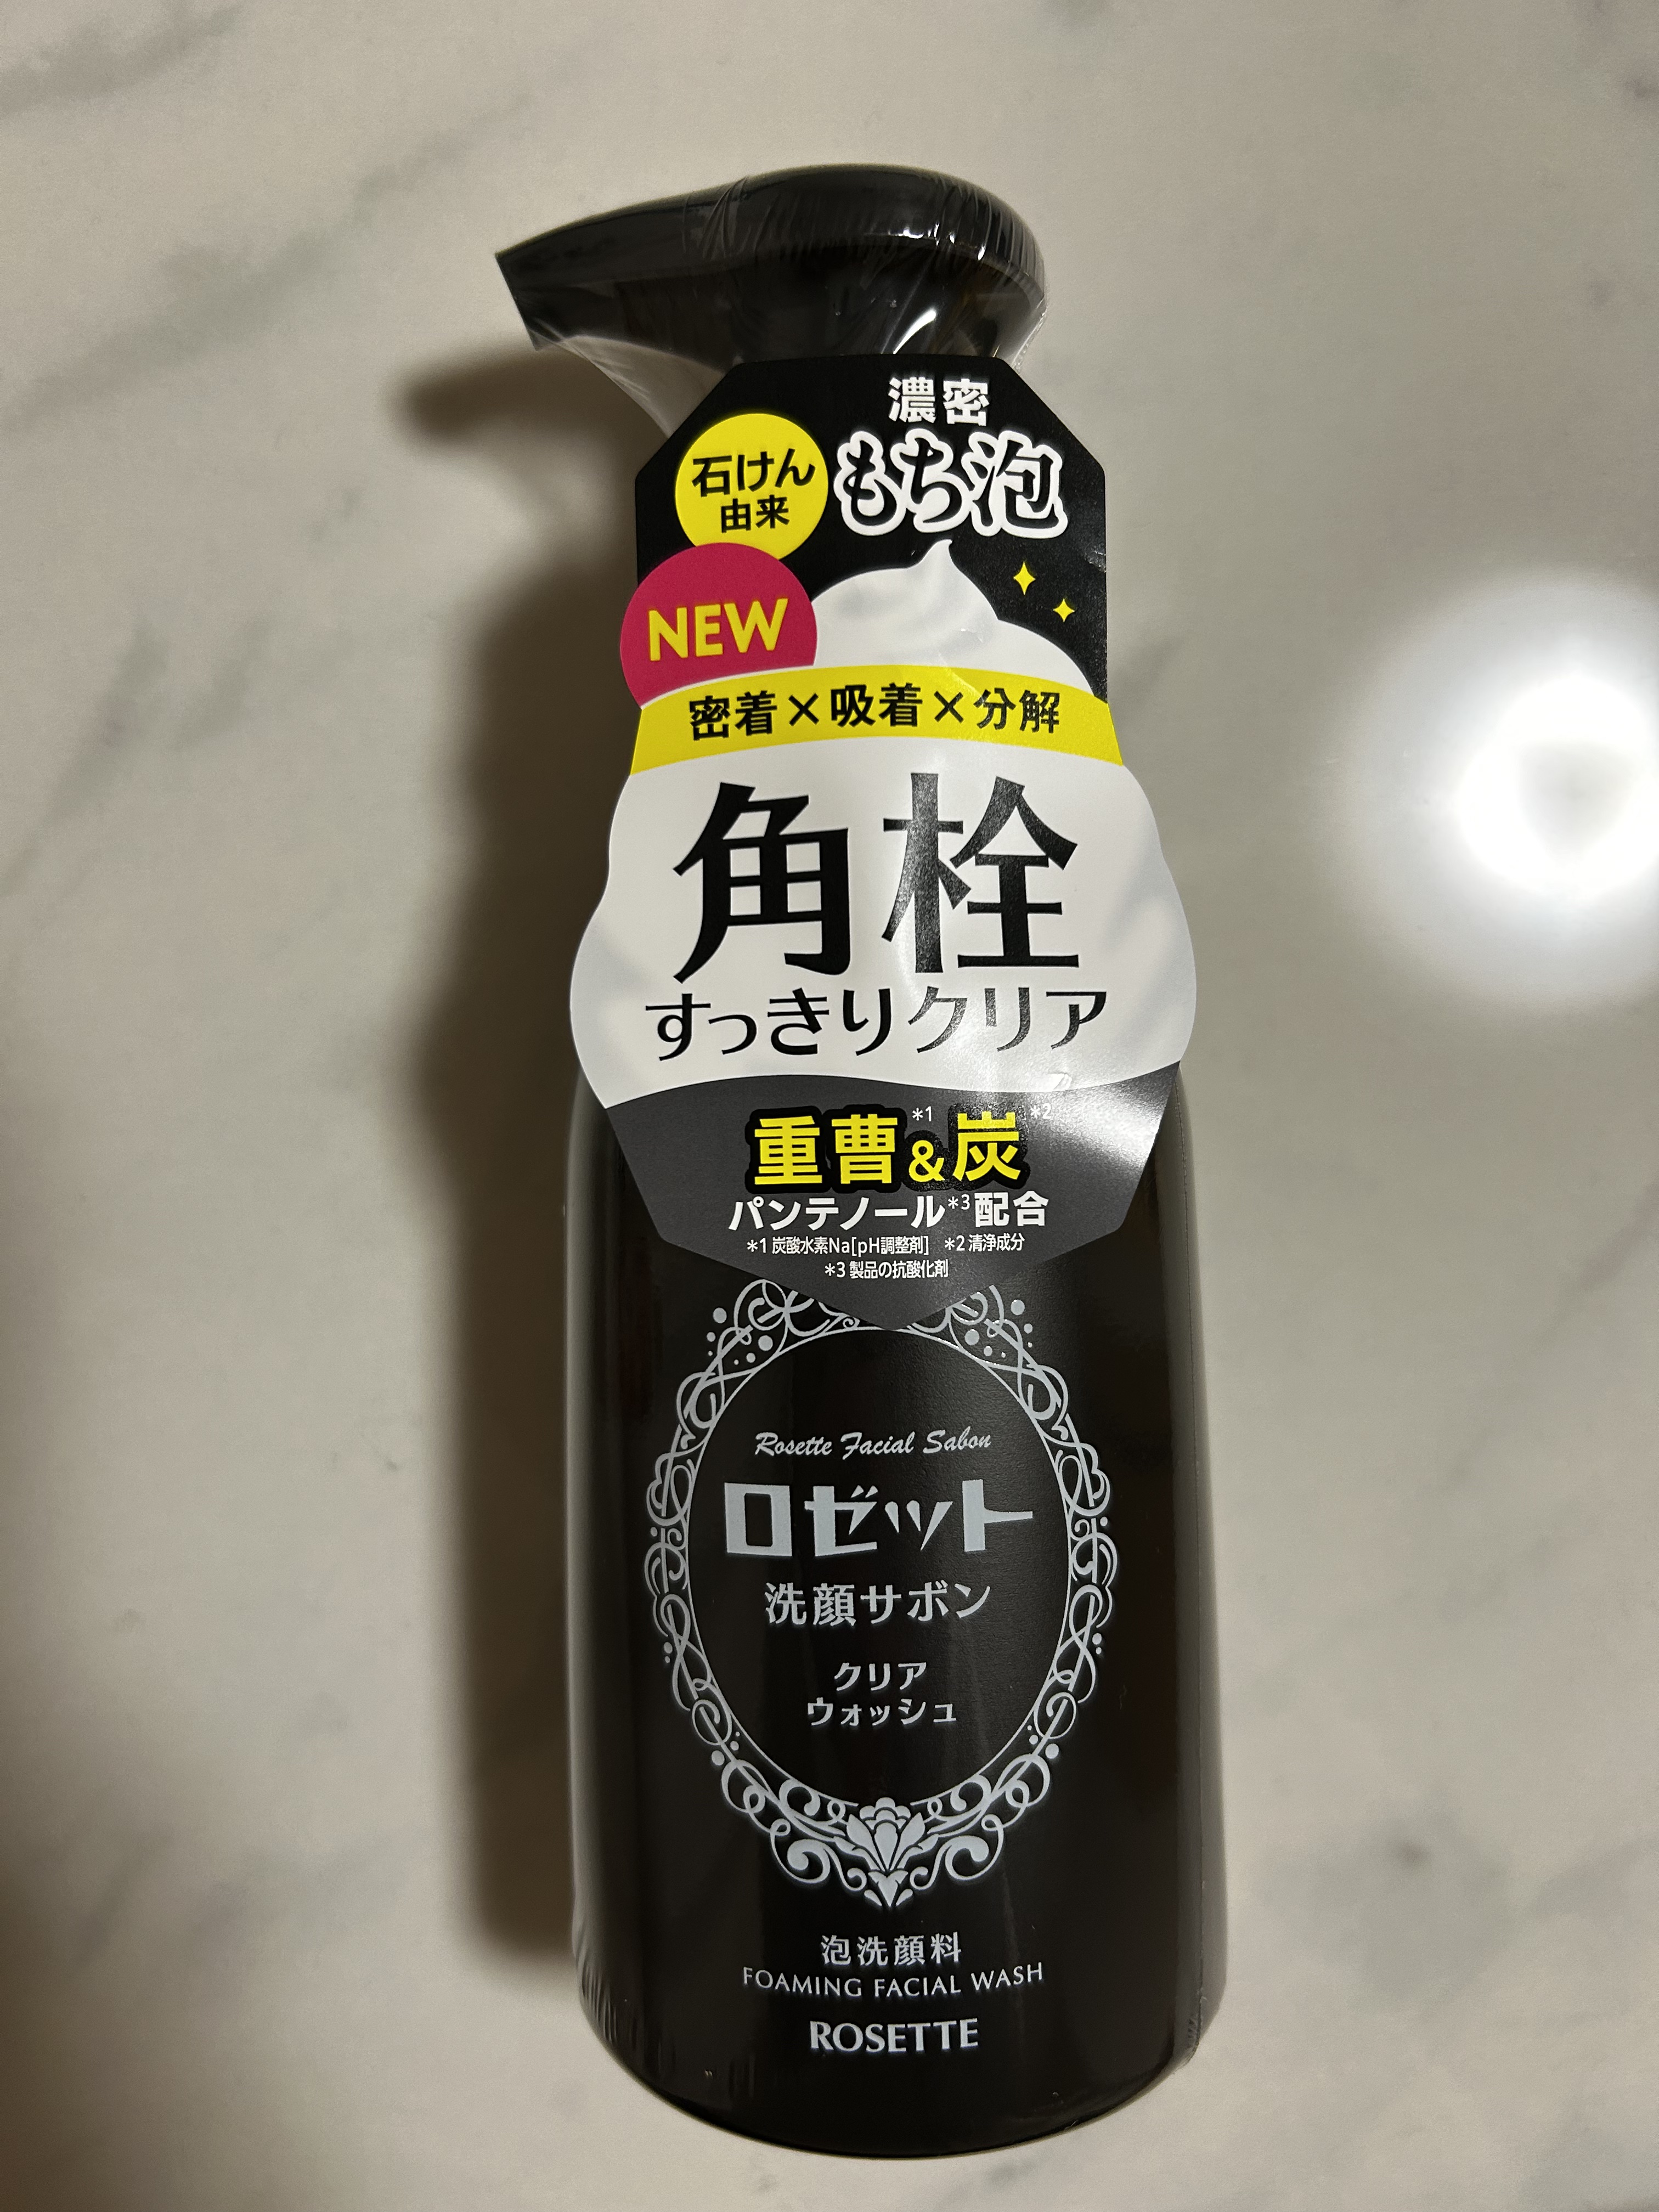 濃密
もち泡
石けん
由来
NEW
密着×吸着×分解
角栓
すっきりクリア
重曹*1&炭*2
パンテノール*3配合
*1 炭酸水素Na[pH調整剤] *2 清浄成分
*3 製品の抗酸化剤
Rosette Facial Sabon
ロゼット
洗顔サボン
クリア
ウォッシュ
泡洗顔料
FOAMING FACIAL WASH
ROSETTE